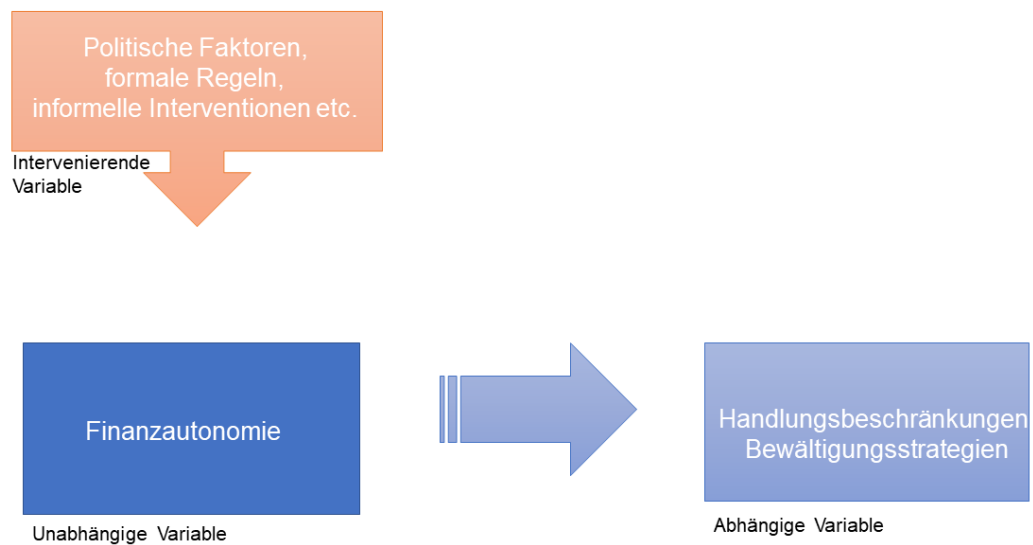 Politische Faktoren,
formale Regeln,
informelle Interventionen etc.
Intervenierende
Variable
Finanzautonomie
Handlungsbeschränkungen
Bewältigungsstrategien
Unabhängige Variable
Abhängige Variable